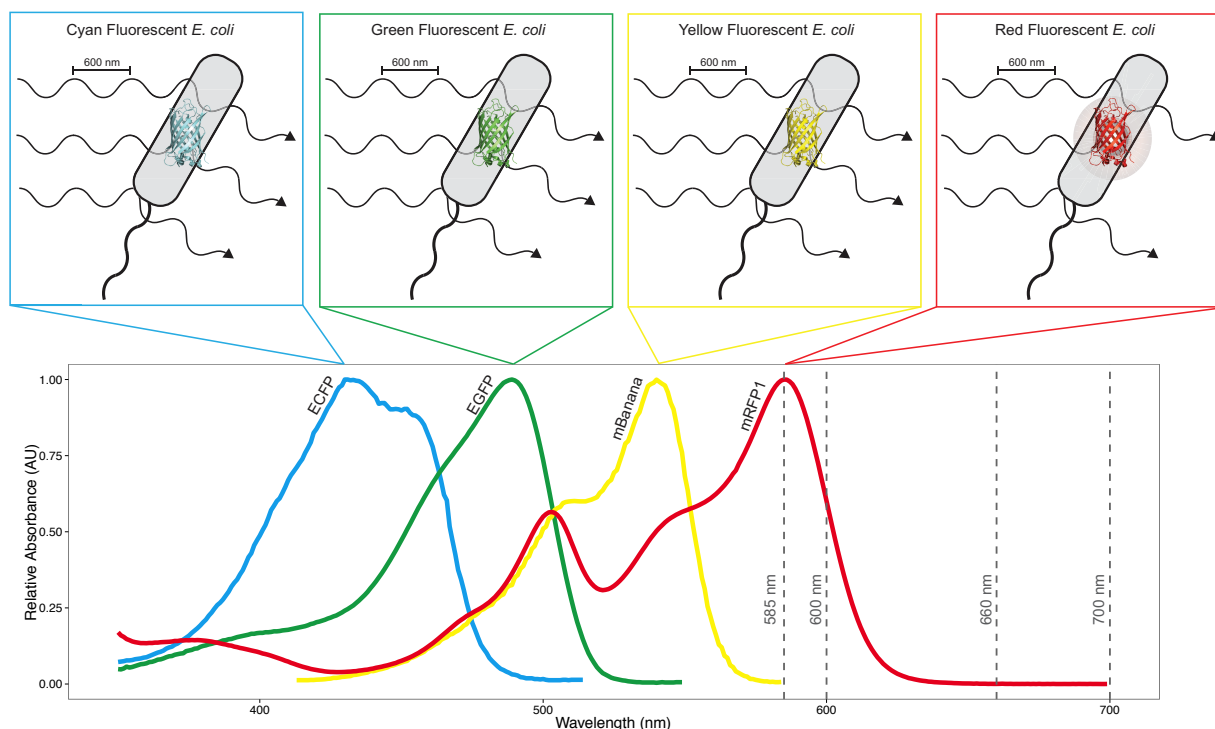 Cyan Fluorescent E. coli
600 nm
Green Fluorescent E. coli
600 nm
Yellow Fluorescent E. coli
600 nm
Red Fluorescent E. coli
600 nm
Relative Absorbance (AU)
1.00
0.75
0.50
0.25
0.00
ECFP
EGFP
mBanana
mRFP1
585 nm
600 nm
660 nm
700 nm
400
500
600
700
Wavelength (nm)